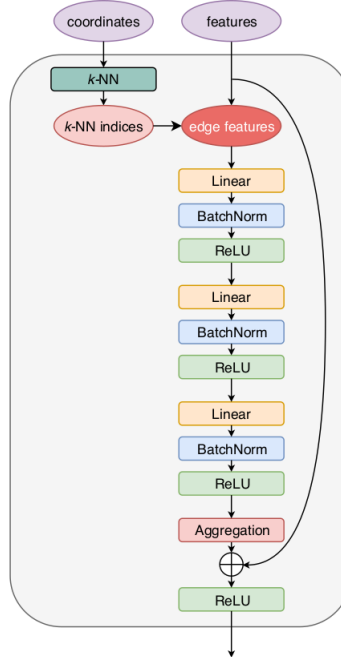 coordinates
features
k-NN
k-NN indices
edge features
Linear
BatchNorm
ReLU
Linear
BatchNorm
ReLU
Linear
BatchNorm
ReLU
Aggregation
ReLU